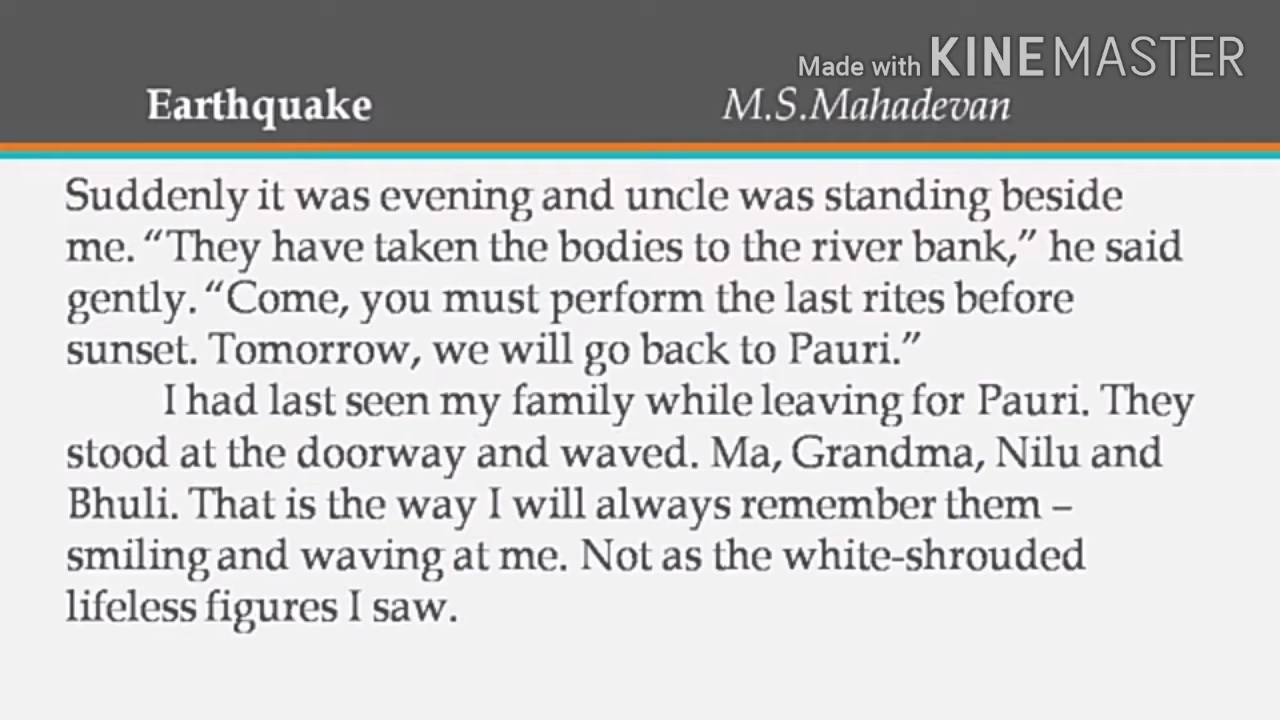 Made with KINEMASTER
Earthquake M.S.Mahadevan
Suddenly it was evening and uncle was standing beside
me. “They have taken the bodies to the river bank,” he said
gently. “Come, you must perform the last rites before
sunset. Tomorrow, we will go back to Pauri.”
I had last seen my family while leaving for Pauri. They
stood at the doorway and waved. Ma, Grandma, Nilu and
Bhuli. That is the way I will always remember them –
smiling and waving at me. Not as the white-shrouded
lifeless figures I saw.